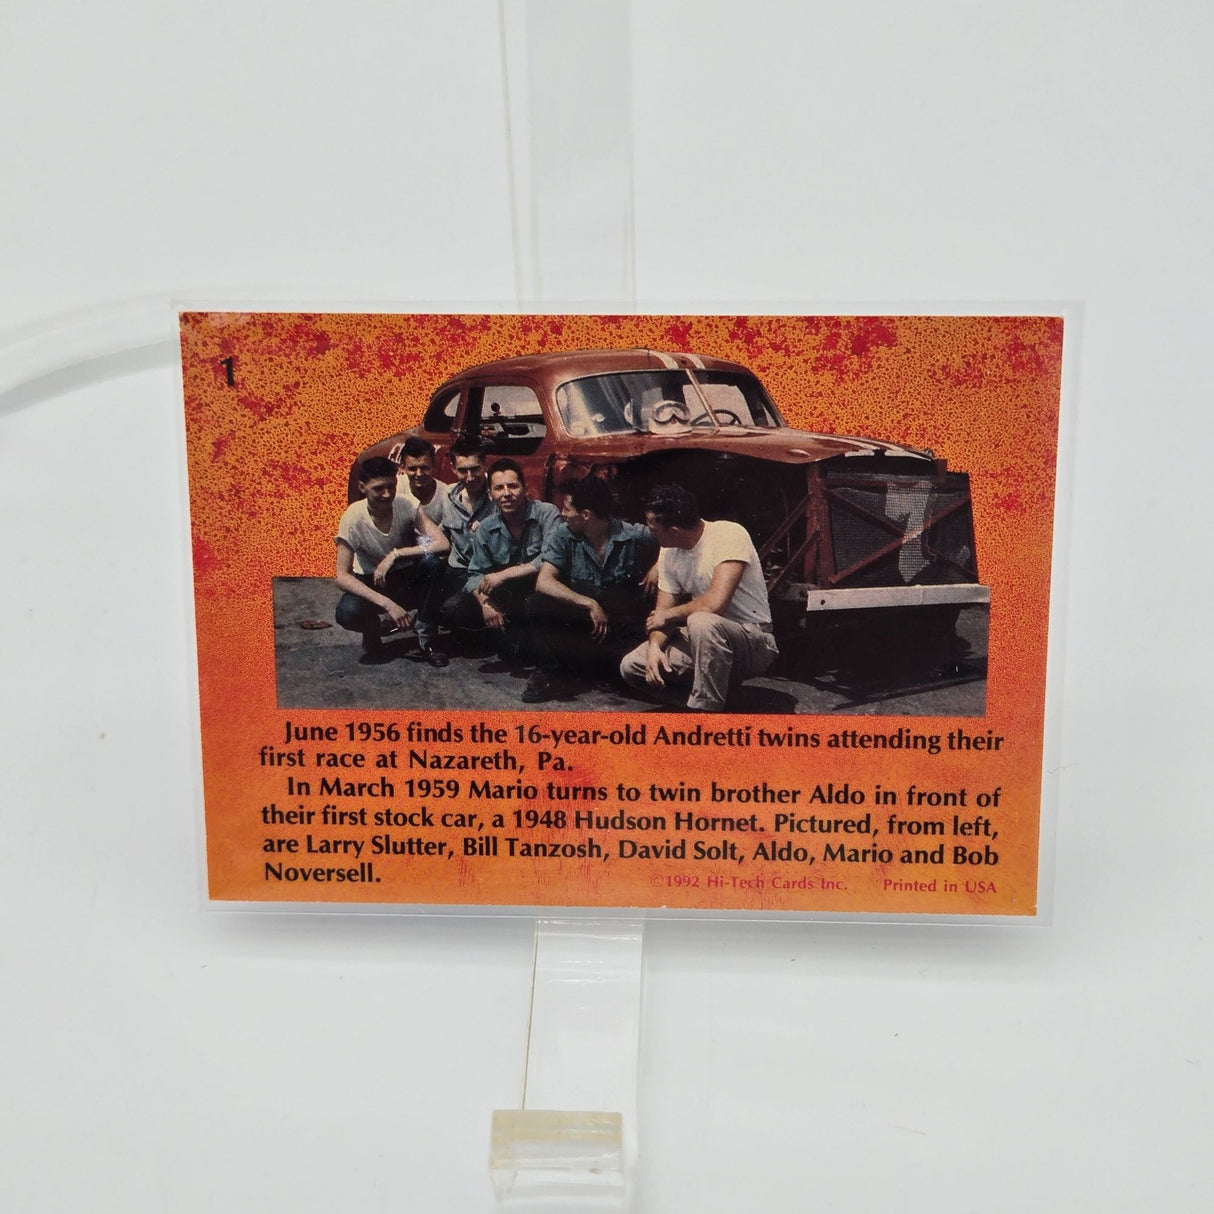 1
June 1956 finds the 16-year-old Andretti twins attending their
first race at Nazareth, Pa.
In March 1959 Mario turns to twin brother Aldo in front of
their first stock car, a 1948 Hudson Hornet. Pictured, from left,
are Larry Slutter, Bill Tanzosh, David Solt, Aldo, Mario and Bob
Noversell.
©1992 Hi-Tech Cards Inc. Printed in USA